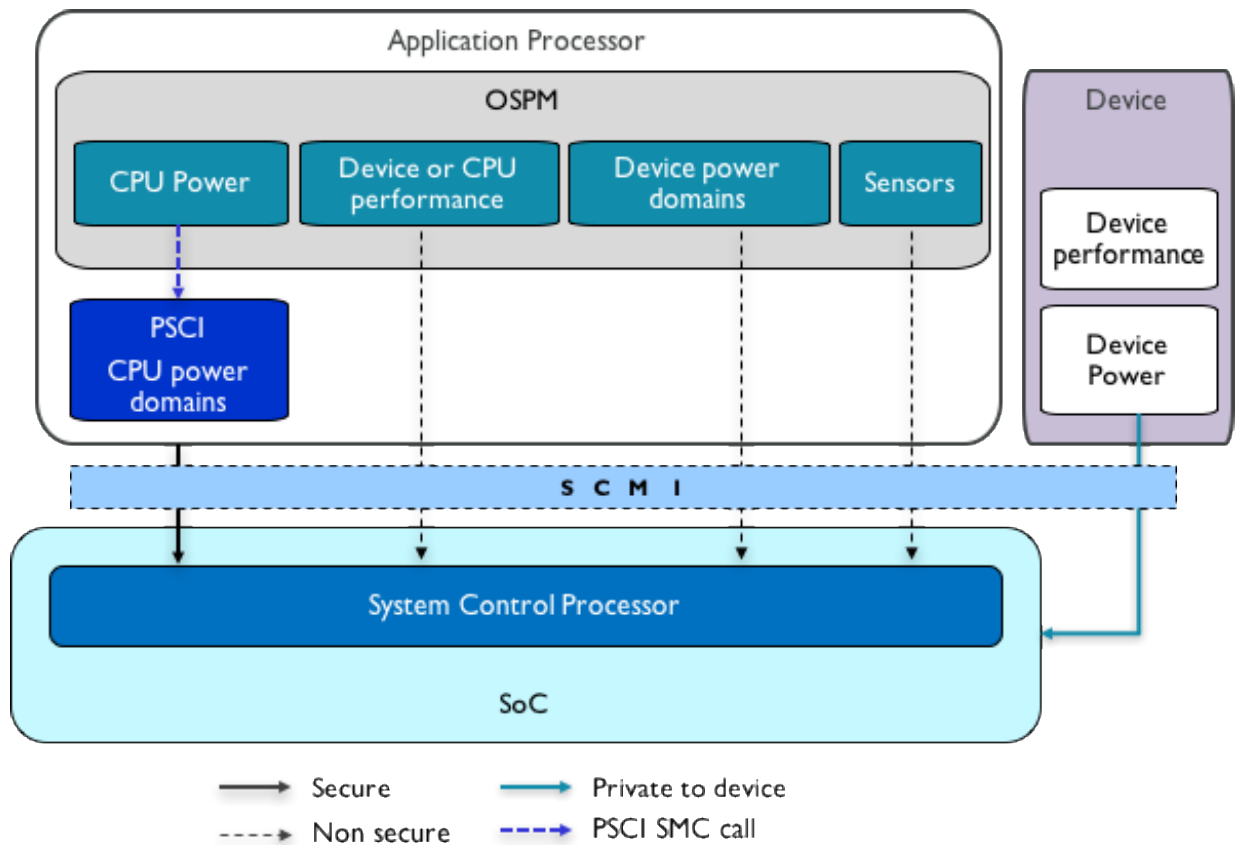 Application Processor
OSPM
CPU Power
Device or CPU
performance
Device power
domains
Sensors
PSCI
CPU power
domains
Device
Device
performance
Device
Power
S C M I
System Control Processor
SoC
Secure
Private to device
Non secure
PSCI SMC call